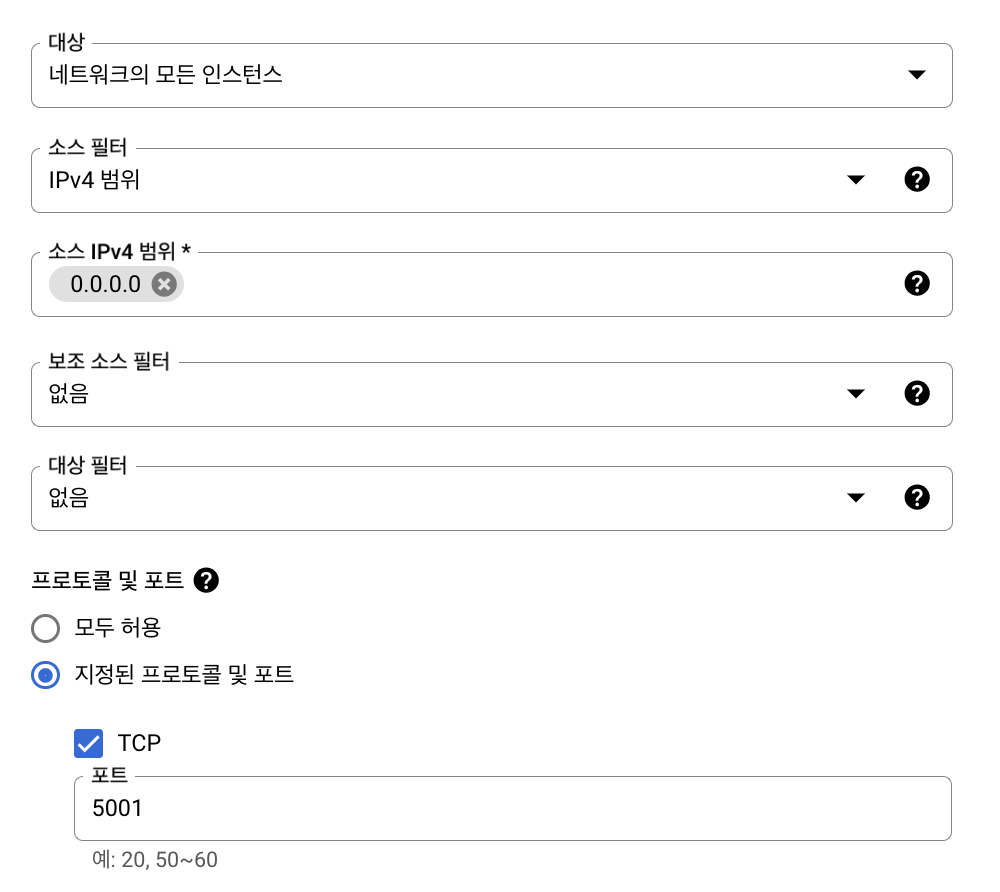 대상
네트워크의 모든 인스턴스
소스 필터
IPv4 범위
소스 IPv4 범위 *
0.0.0.0
보조 소스 필터
없음
대상 필터
없음
프로토콜 및 포트
모두 허용
지정된 프로토콜 및 포트
TCP
포트
5001
예: 20, 50~60